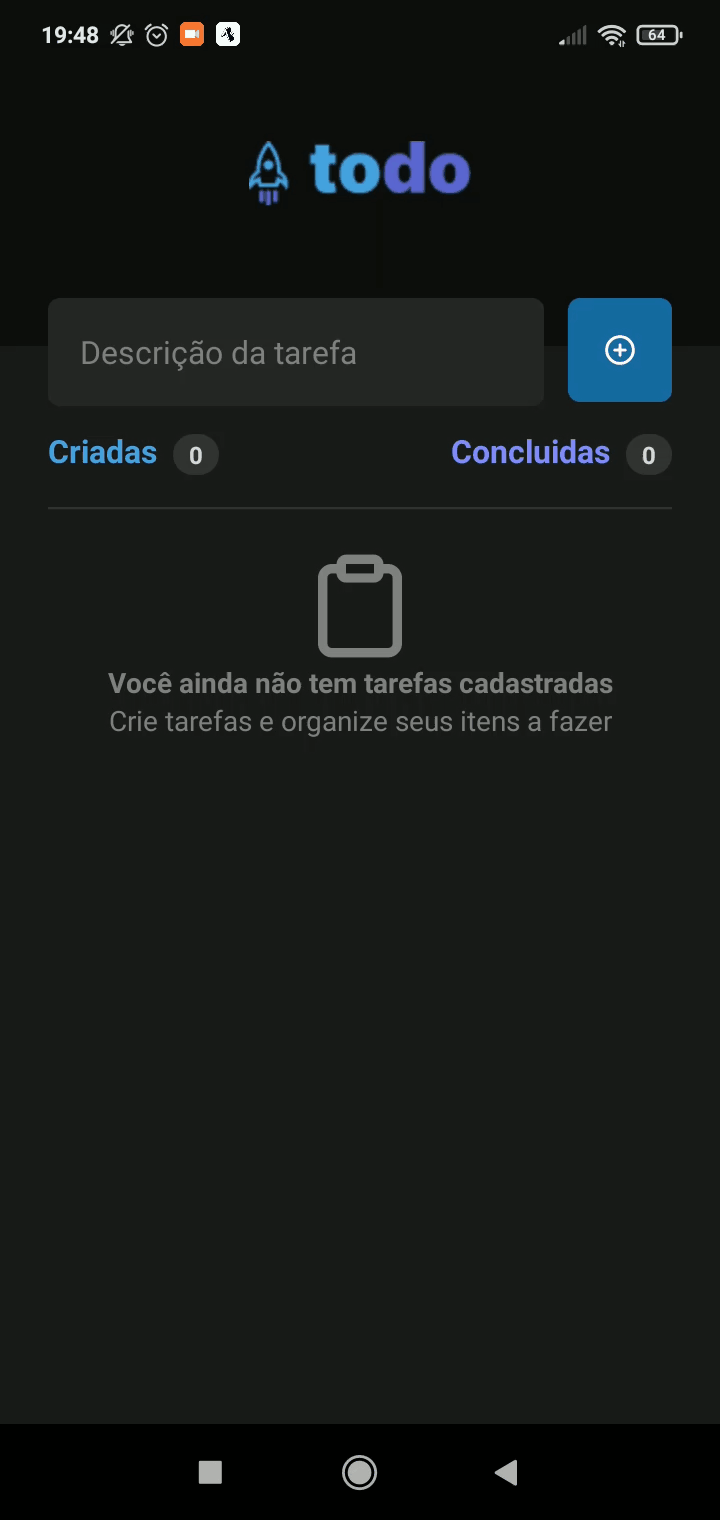 19:48 64
todo
Descrição da tarefa
Criadas 0 Concluidas 0
Você ainda não tem tarefas cadastradas
Crie tarefas e organize seus itens a fazer